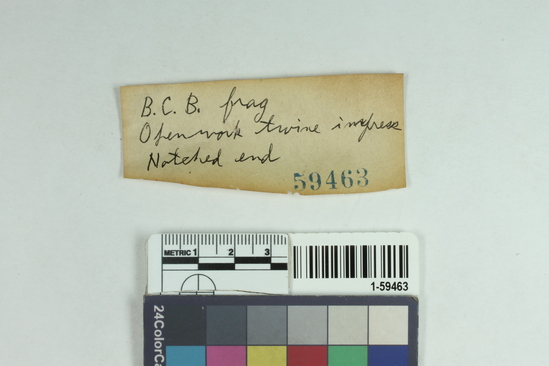 B.C.B. frag
Openwork twine impress
Notched end
59463
METRIC 1 2 3
1-59463
24ColorCa